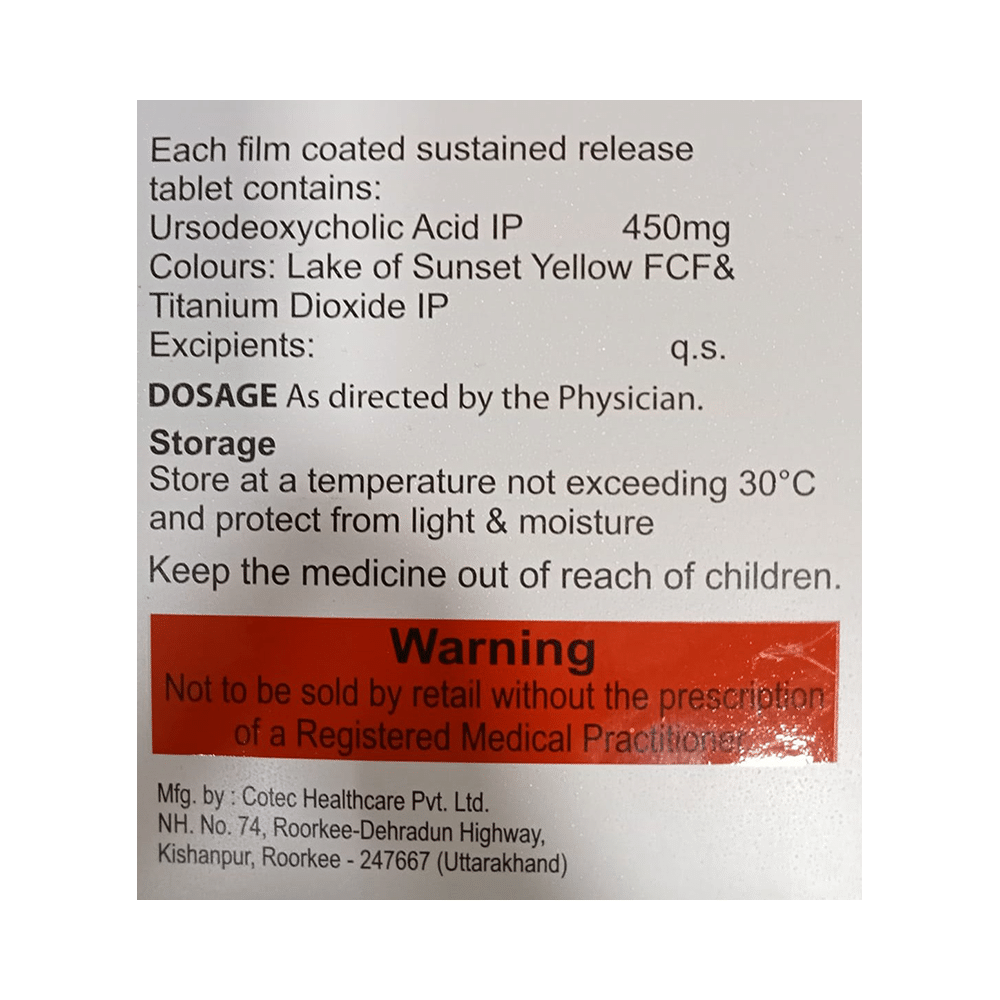 Each film coated sustained release
tablet contains:
Ursodeoxycholic Acid IP 450mg
Colours: Lake of Sunset Yellow FCF&
Titanium Dioxide IP
Excipients: q.s.
DOSAGE As directed by the Physician.
Storage
Store at a temperature not exceeding 30°C
and protect from light & moisture
Keep the medicine out of reach of children.
Warning
Not to be sold by retail without the prescription
of a Registered Medical Practitioner
Mfg. by : Cotec Healthcare Pvt. Ltd.
NH. No. 74, Roorkee-Dehradun Highway,
Kishanpur, Roorkee - 247667 (Uttarakhand)